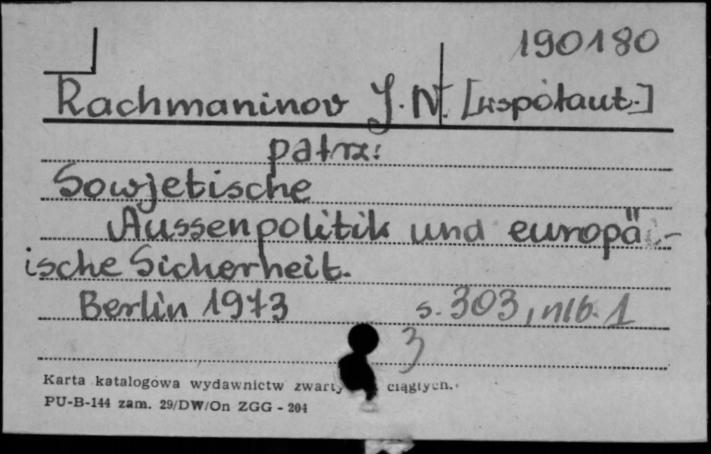 190180
Rachmaninov J. N. [współaut.]
patrz:
Sowjetische
Aussenpolitik und europä-
ische Sicherheit.
Berlin 1973 s. 303, nlb. 1
3
Karta katalogowa wydawnictw zwarty ciągłych.
PU-B-144 zam. 29/DW/On ZGG - 204